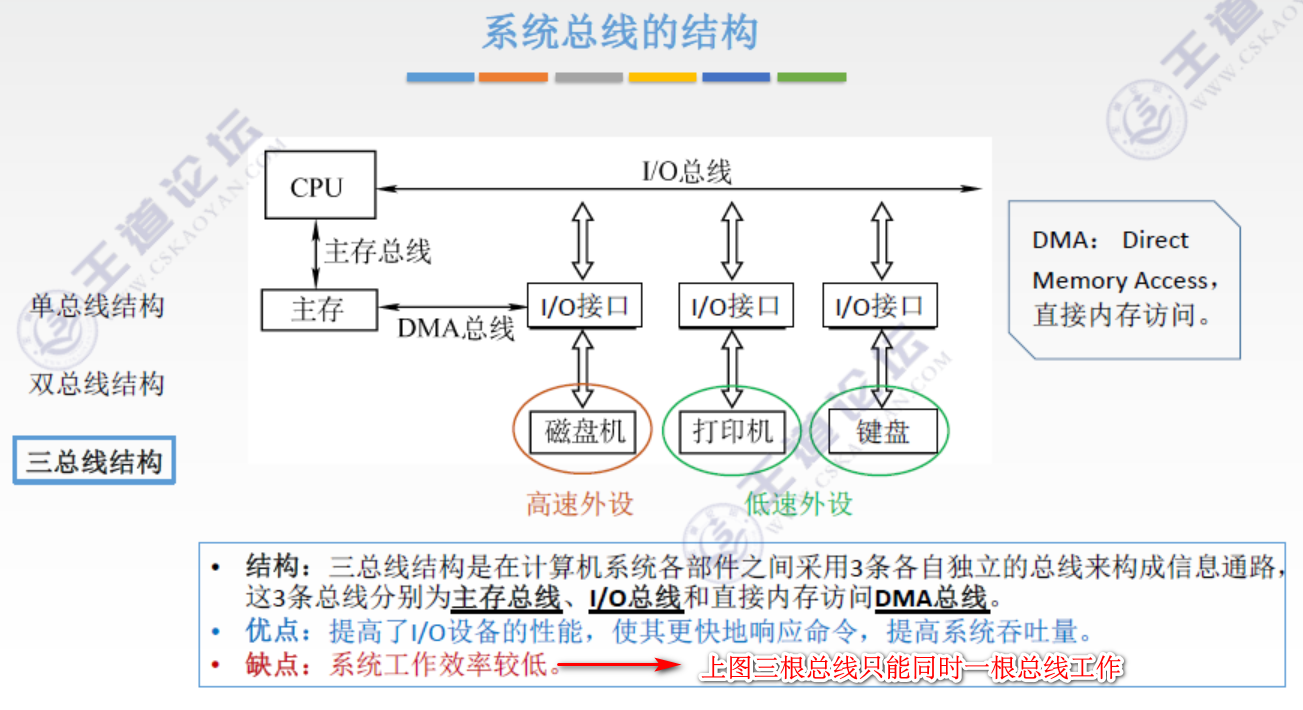 系统总线的结构
CPU
I/O总线
主存总线
主存
DMA总线
I/O接口
I/O接口
I/O接口
磁盘机
打印机
键盘
高速外设
低速外设
DMA： Direct
Memory Access，
直接内存访问。
单总线结构
双总线结构
三总线结构
• 结构：三总线结构是在计算机系统各部件之间采用3条各自独立的总线来构成信息通路，
这3条总线分别为主存总线、I/O总线和直接内存访问DMA总线。
• 优点：提高了I/O设备的性能，使其更快地响应命令，提高系统吞吐量。
• 缺点：系统工作效率较低。
上图三根总线只能同时一根总线工作
王道论坛
WWW.CSKAOYAN.COM